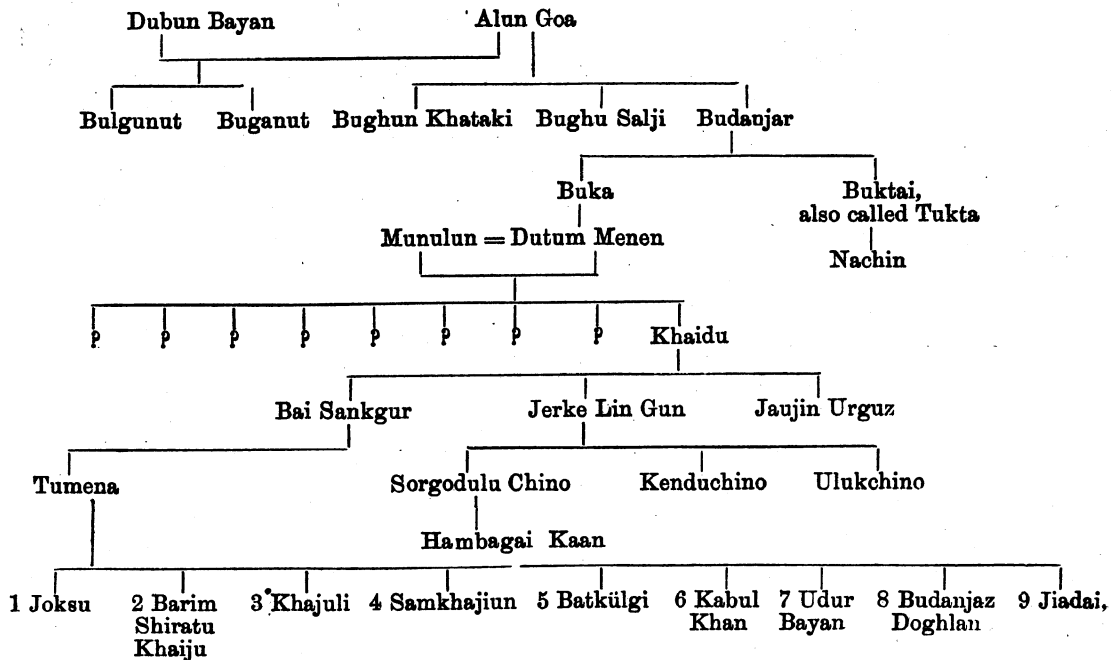 Dubun Bayan Alun Goa
Bulgunut Buganut Bughun Khataki Bughu Salji Budanjar
Buka Buktai,
also called Tukta
Munulun = Dutum Menen
Nachin
? ? ? ? ? ? ? ? Khaidu
Bai Sankgur Jerke Lin Gun Jaujin Urguz
Tumena Sorgodulu Chino Kenduchino Ulukchino
Hambagai Kaan
1 Joksu 2 Barim 3 Khajuli 4 Samkhajiun 5 Batkülgi 6 Kabul 7 Udur 8 Budanjaz 9 Jiadai,
Shiratu Khan Bayan Doghlan
Khaiju